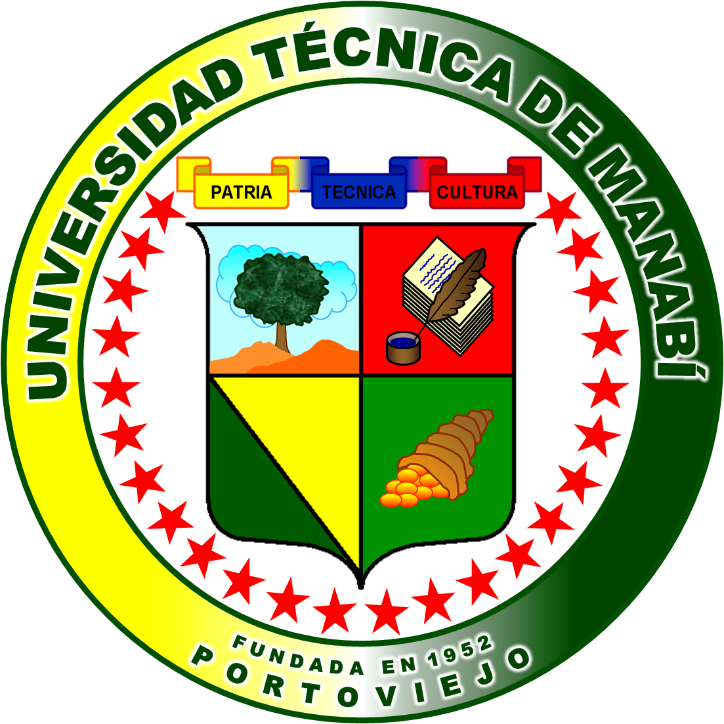 UNIVERSIDAD TÉCNICA DE MANABÍ
PATRIA TECNICA CULTURA
FUNDADA EN 1952
PORTOVIEJO